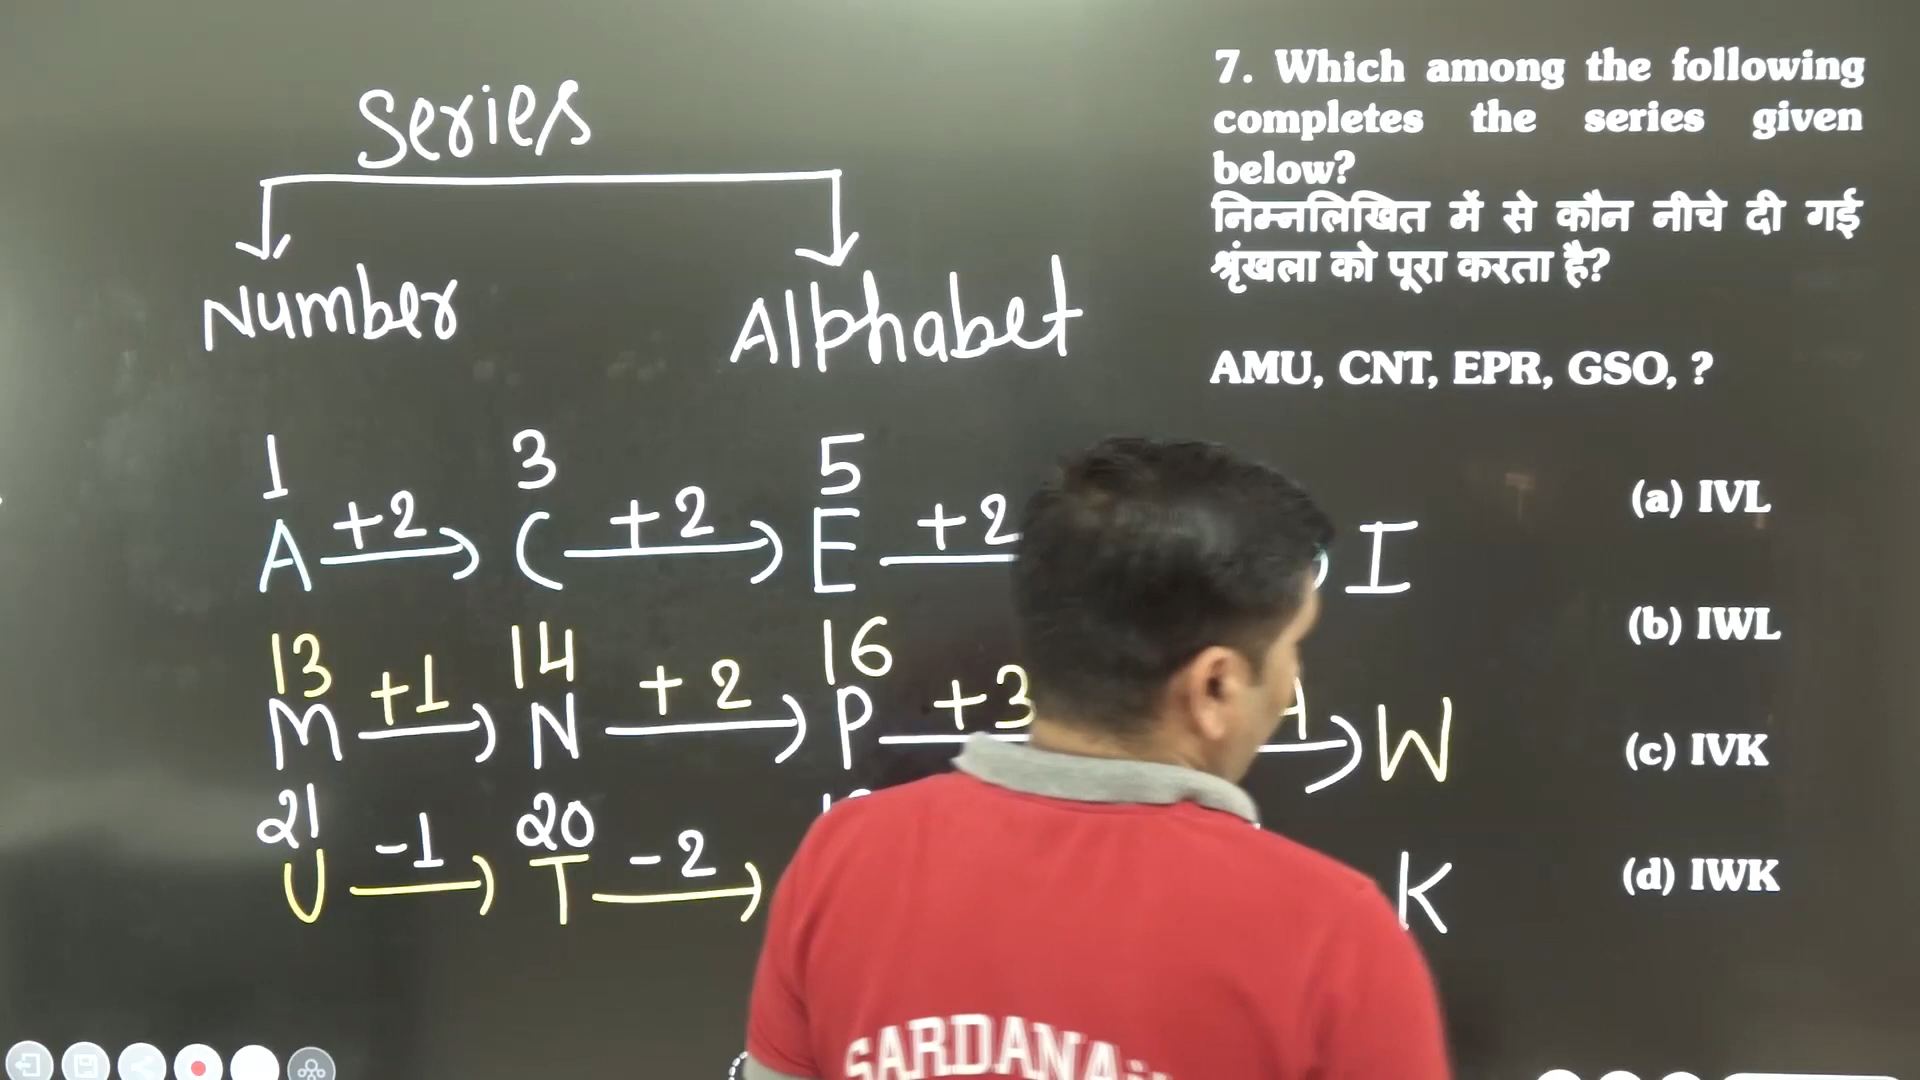 Series
Number Alphabet
1 3 5
A +2 C +2 E +2 I
13 14 16
M +1 N +2 P +3 W
21 20
U -1 T -2 K
7. Which among the following
completes the series given
below?
निम्नलिखित में से कौन नीचे दी गई
श्रृंखला को पूरा करता है?
AMU, CNT, EPR, GSO, ?
(a) IVL
(b) IWL
(c) IVK
(d) IWK